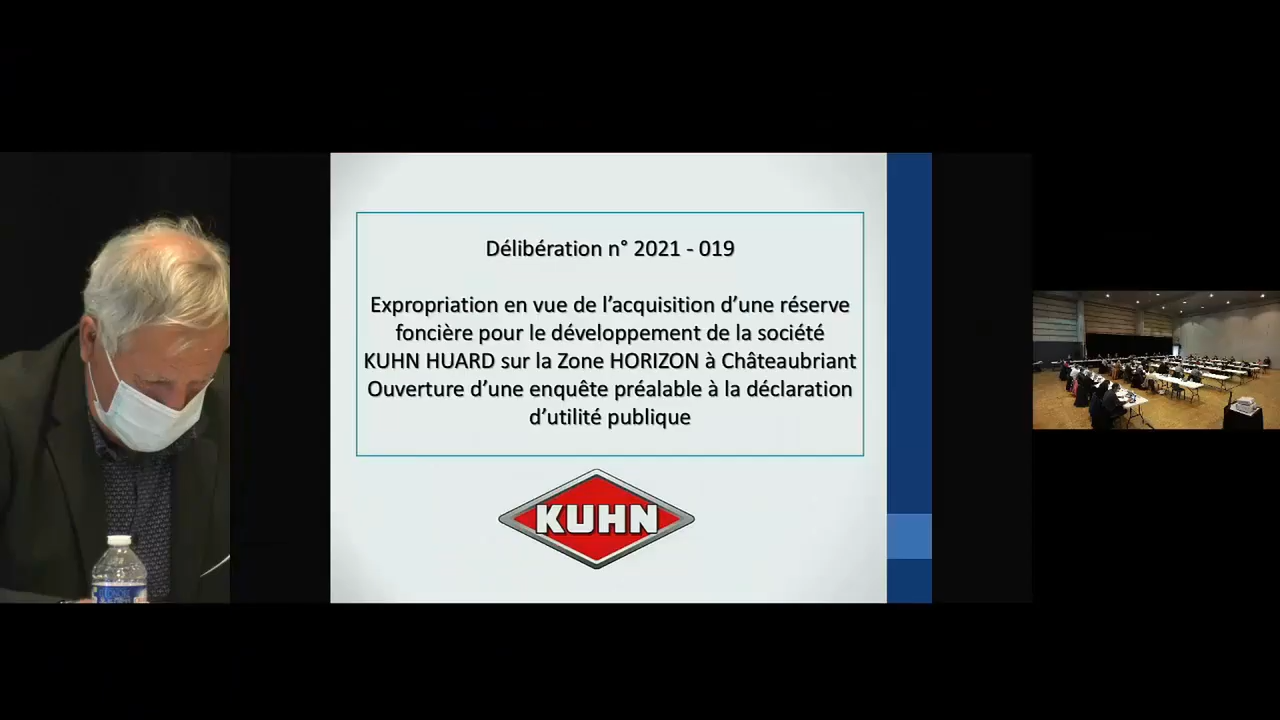 Délibération n° 2021 - 019
Expropriation en vue de l’acquisition d’une réserve
foncière pour le développement de la société
KUHN HUARD sur la Zone HORIZON à Châteaubriant
Ouverture d’une enquête préalable à la déclaration
d’utilité publique
KUHN